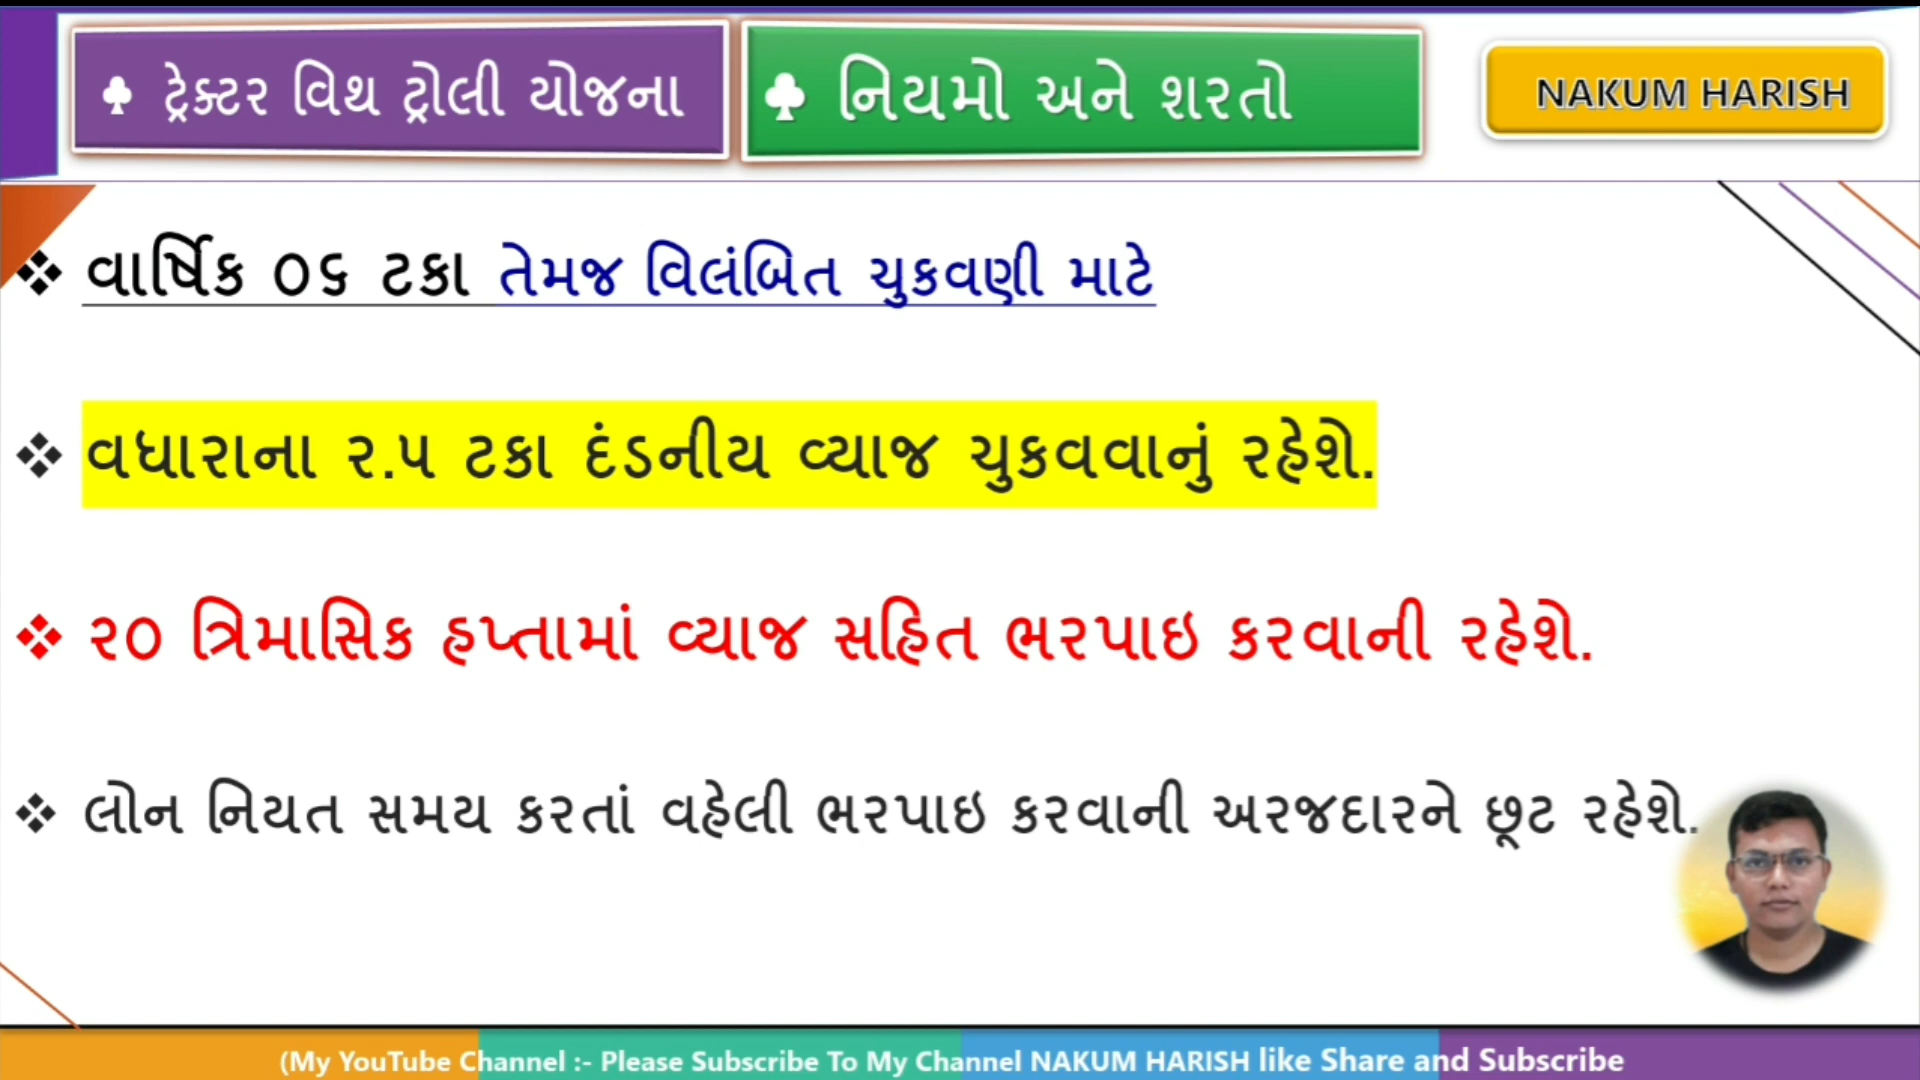 ♣ ટ્રેક્ટર વિથ ટ્રોલી યોજના
♣ નિયમો અને શરતો
NAKUM HARISH
❖ વાર્ષિક ૦૬ ટકા તેમજ વિલંબિત ચુકવણી માટે
❖ વધારાના ૨.૫ ટકા દંડનીય વ્યાજ ચુકવવાનું રહેશે.
❖ ૨૦ ત્રિમાસિક હપ્તામાં વ્યાજ સહિત ભરપાઇ કરવાની રહેશે.
❖ લોન નિયત સમય કરતાં વહેલી ભરપાઇ કરવાની અરજદારને છૂટ રહેશે.
(My YouTube Channel :- Please Subscribe To My Channel NAKUM HARISH like Share and Subscribe